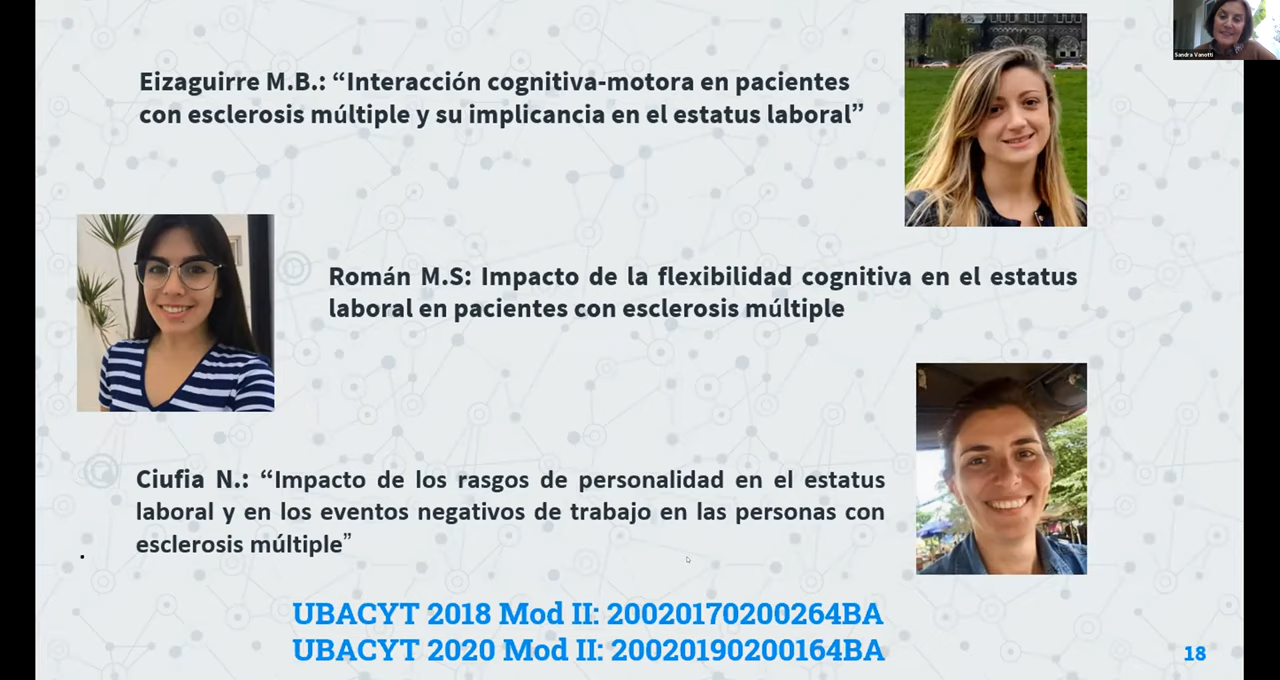 Sandra Vanotti
Eizaguirre M.B.: “Interacción cognitiva-motora en pacientes
con esclerosis múltiple y su implicancia en el estatus laboral”
Román M.S: Impacto de la flexibilidad cognitiva en el estatus
laboral en pacientes con esclerosis múltiple
Ciufia N.: “Impacto de los rasgos de personalidad en el estatus
laboral y en los eventos negativos de trabajo en las personas con
esclerosis múltiple”
.
UBACYT 2018 Mod II: 20020170200264BA
UBACYT 2020 Mod II: 20020190200164BA
18